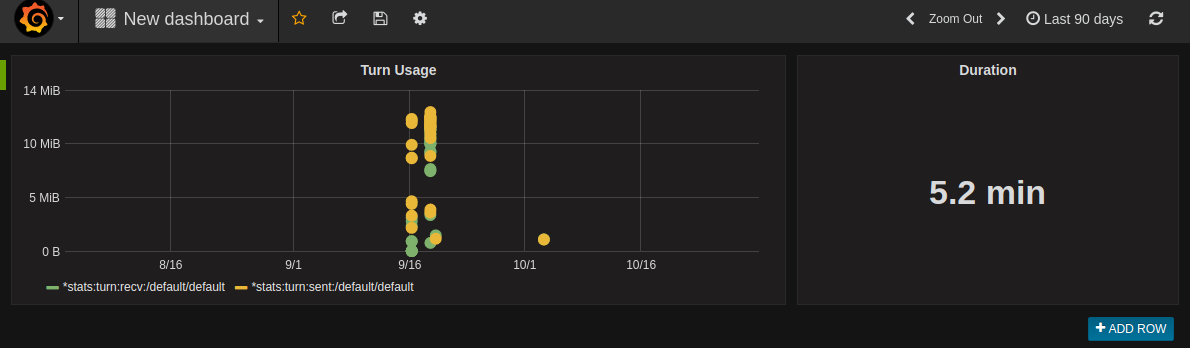 New dashboard
Zoom Out
Last 90 days
Turn Usage
14 MiB
10 MiB
5 MiB
0 B
8/16 9/1 9/16 10/1 10/16
*stats:turn:recv:/default/default *stats:turn:sent:/default/default
Duration
5.2 min
ADD ROW